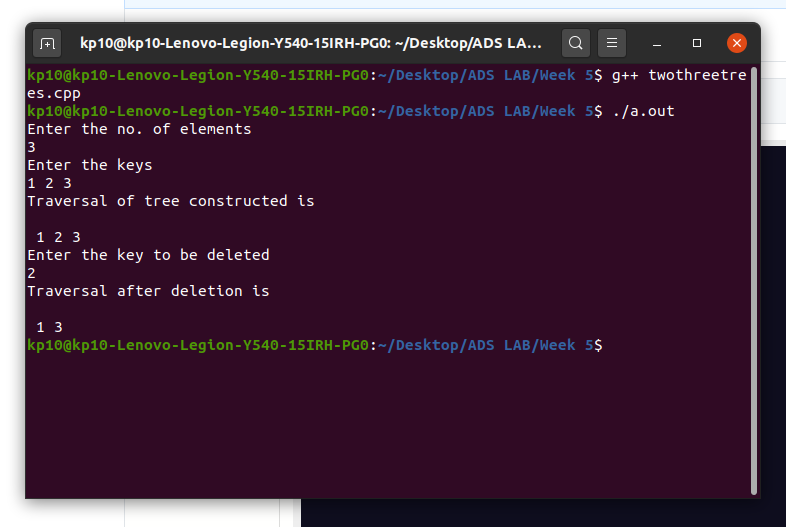 kp10@kp10-Lenovo-Legion-Y540-15IRH-PG0: ~/Desktop/ADS LA...
kp10@kp10-Lenovo-Legion-Y540-15IRH-PG0:~/Desktop/ADS LAB/Week 5$ g++ twothreetre
es.cpp
kp10@kp10-Lenovo-Legion-Y540-15IRH-PG0:~/Desktop/ADS LAB/Week 5$ ./a.out
Enter the no. of elements
3
Enter the keys
1 2 3
Traversal of tree constructed is
1 2 3
Enter the key to be deleted
2
Traversal after deletion is
1 3
kp10@kp10-Lenovo-Legion-Y540-15IRH-PG0:~/Desktop/ADS LAB/Week 5$